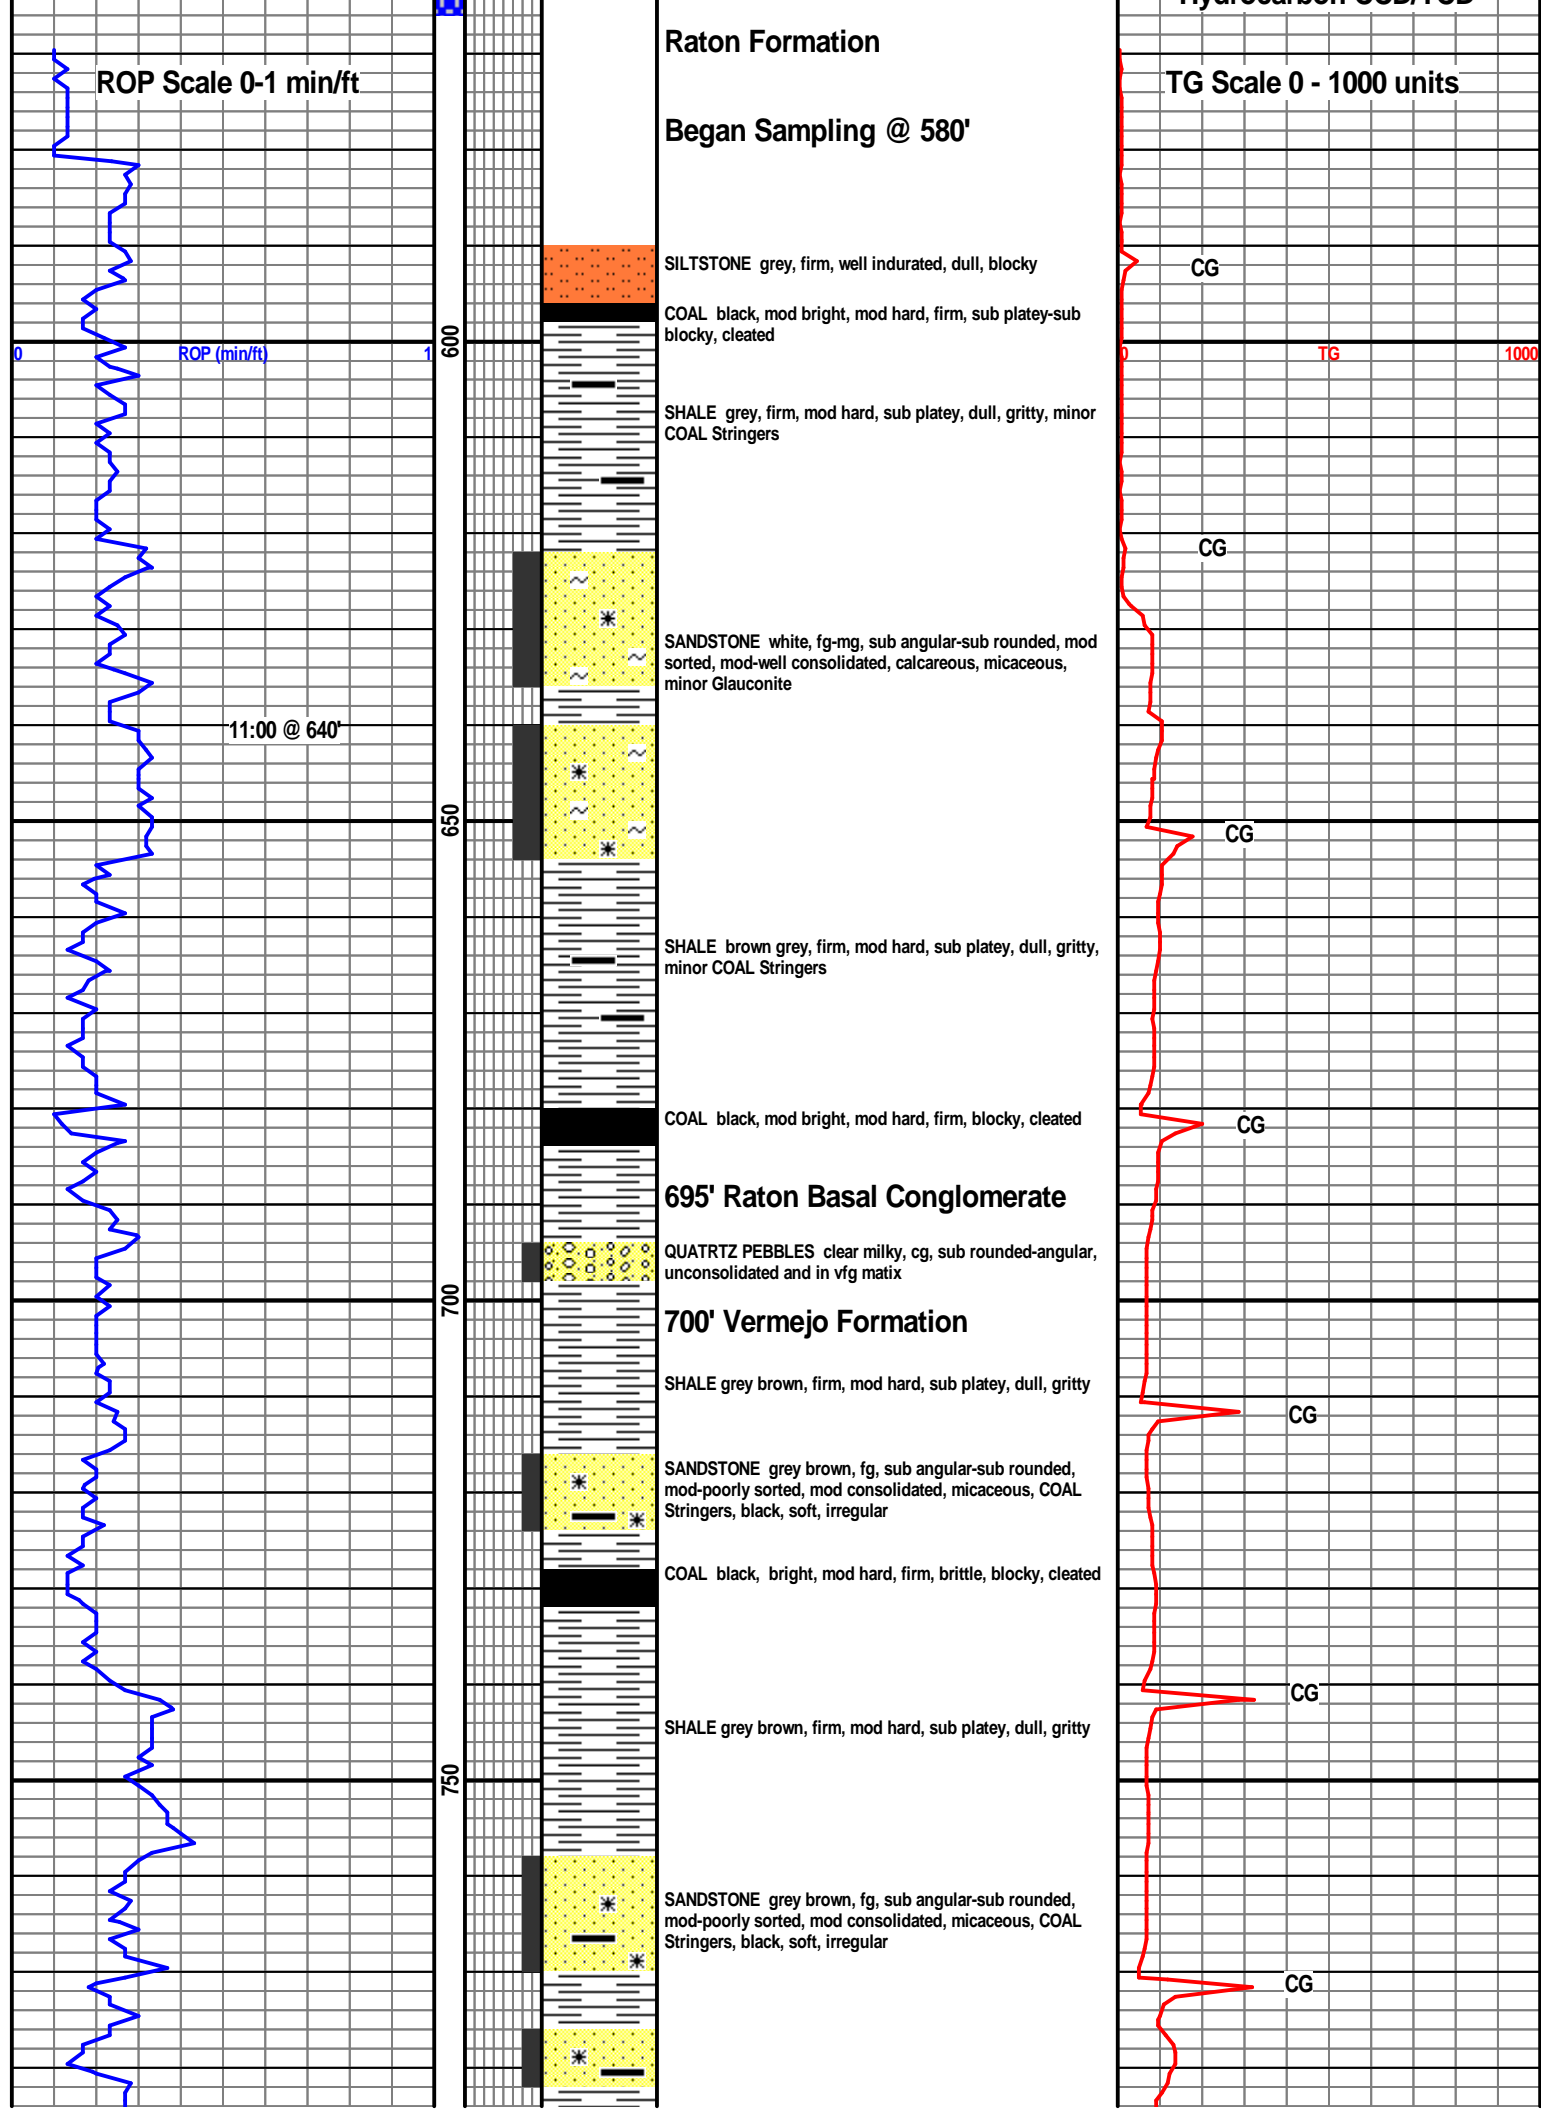 Raton Formation
ROP Scale 0-1 min/ft
TG Scale 0 - 1000 units
Began Sampling @ 580'
SILTSTONE grey, firm, well indurated, dull, blocky
CG
COAL black, mod bright, mod hard, firm, sub platey-sub
blocky, cleated
0 ROP (min/ft) 1
600
0 TG 1000
SHALE grey, firm, mod hard, sub platey, dull, gritty, minor
COAL Stringers
CG
SANDSTONE white, fg-mg, sub angular-sub rounded, mod
sorted, mod-well consolidated, calcareous, micaceous,
minor Glauconite
11:00 @ 640'
650
CG
SHALE brown grey, firm, mod hard, sub platey, dull, gritty,
minor COAL Stringers
COAL black, mod bright, mod hard, firm, blocky, cleated
CG
695' Raton Basal Conglomerate
QUATRTZ PEBBLES clear milky, cg, sub rounded-angular,
unconsolidated and in vfg matix
700
700' Vermejo Formation
SHALE grey brown, firm, mod hard, sub platey, dull, gritty
CG
SANDSTONE grey brown, fg, sub angular-sub rounded,
mod-poorly sorted, mod consolidated, micaceous, COAL
Stringers, black, soft, irregular
COAL black, bright, mod hard, firm, brittle, blocky, cleated
CG
SHALE grey brown, firm, mod hard, sub platey, dull, gritty
750
SANDSTONE grey brown, fg, sub angular-sub rounded,
mod-poorly sorted, mod consolidated, micaceous, COAL
Stringers, black, soft, irregular
CG